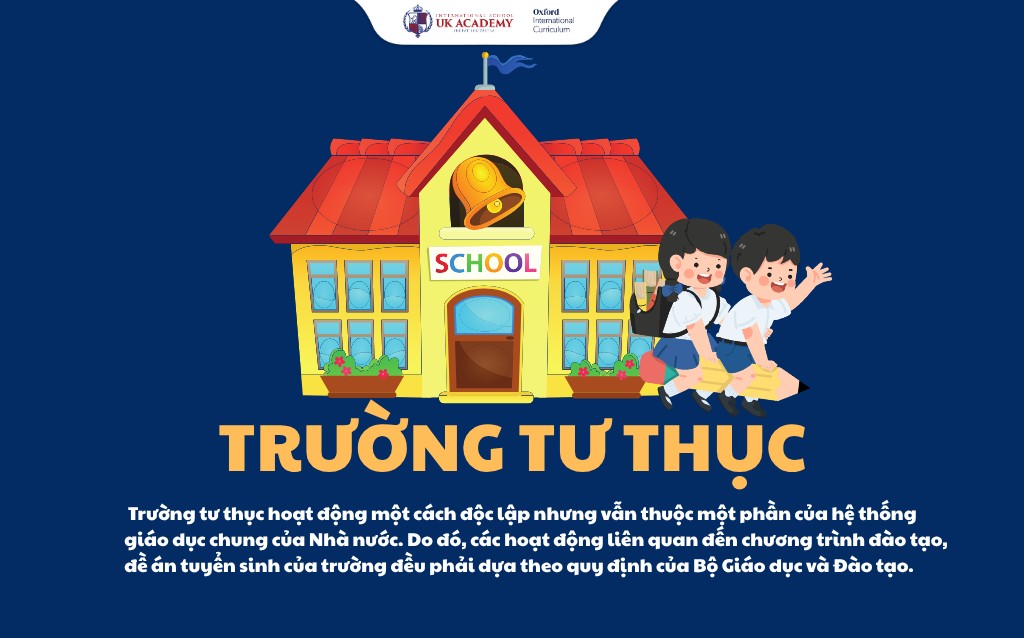 INTERNATIONAL SCHOOL
UK ACADEMY
Oxford
International
Curriculum
SCHOOL
TRƯỜNG TƯ THỤC
Trường tư thục hoạt động một cách độc lập nhưng vẫn thuộc một phần của hệ thống
giáo dục chung của Nhà nước. Do đó, các hoạt động liên quan đến chương trình đào tạo,
đề án tuyển sinh của trường đều phải dựa theo quy định của Bộ Giáo dục và Đào tạo.